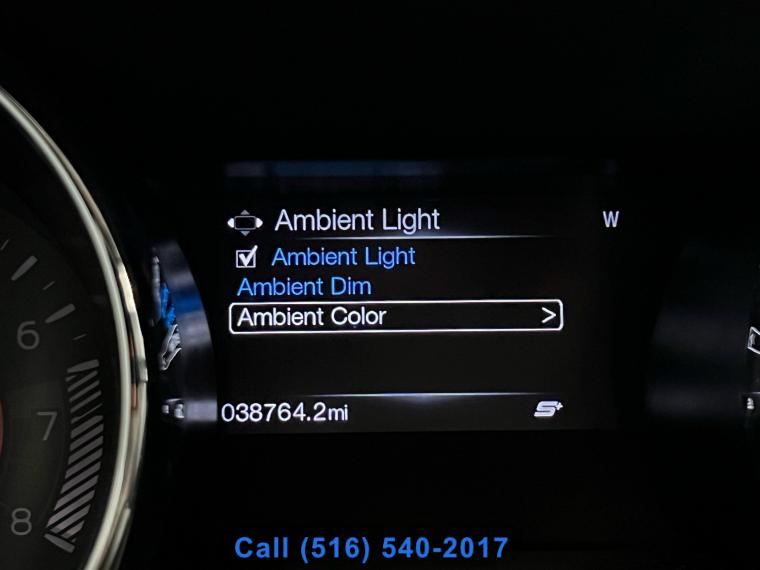 Ambient Light
W
Ambient Light
Ambient Dim
Ambient Color >
038764.2mi
S+
6
7
8
Call (516) 540-2017